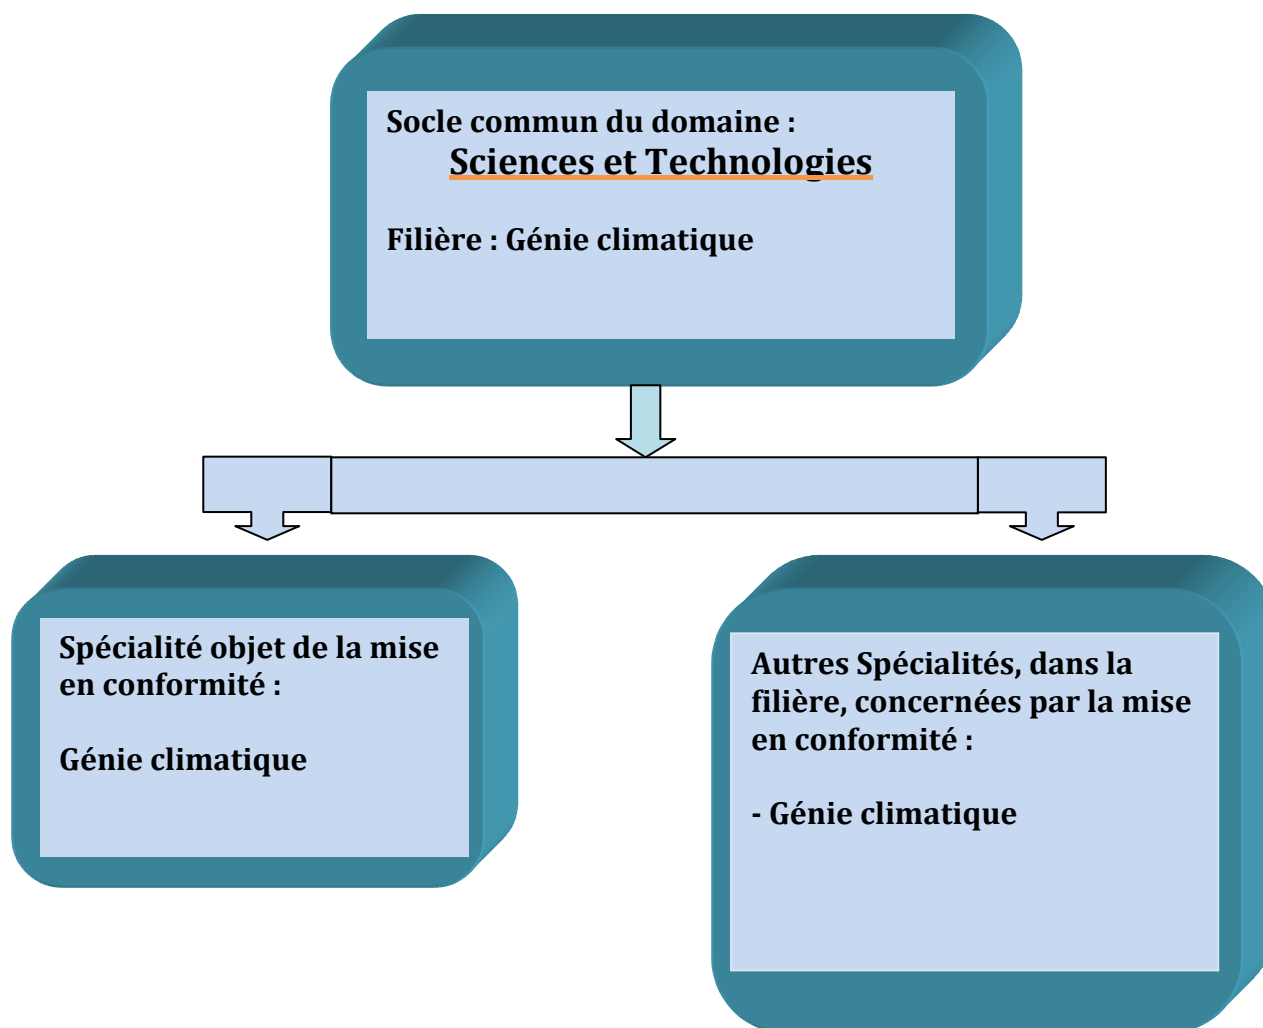 Socle commun du domaine :
Sciences et Technologies
Filière : Génie climatique
Spécialité objet de la mise
en conformité :
Génie climatique
Autres Spécialités, dans la
filière, concernées par la mise
en conformité :
- Génie climatique